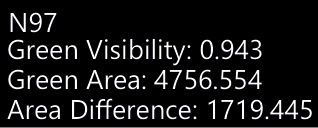 N97
Green Visibility: 0.943
Green Area: 4756.554
Area Difference: 1719.445